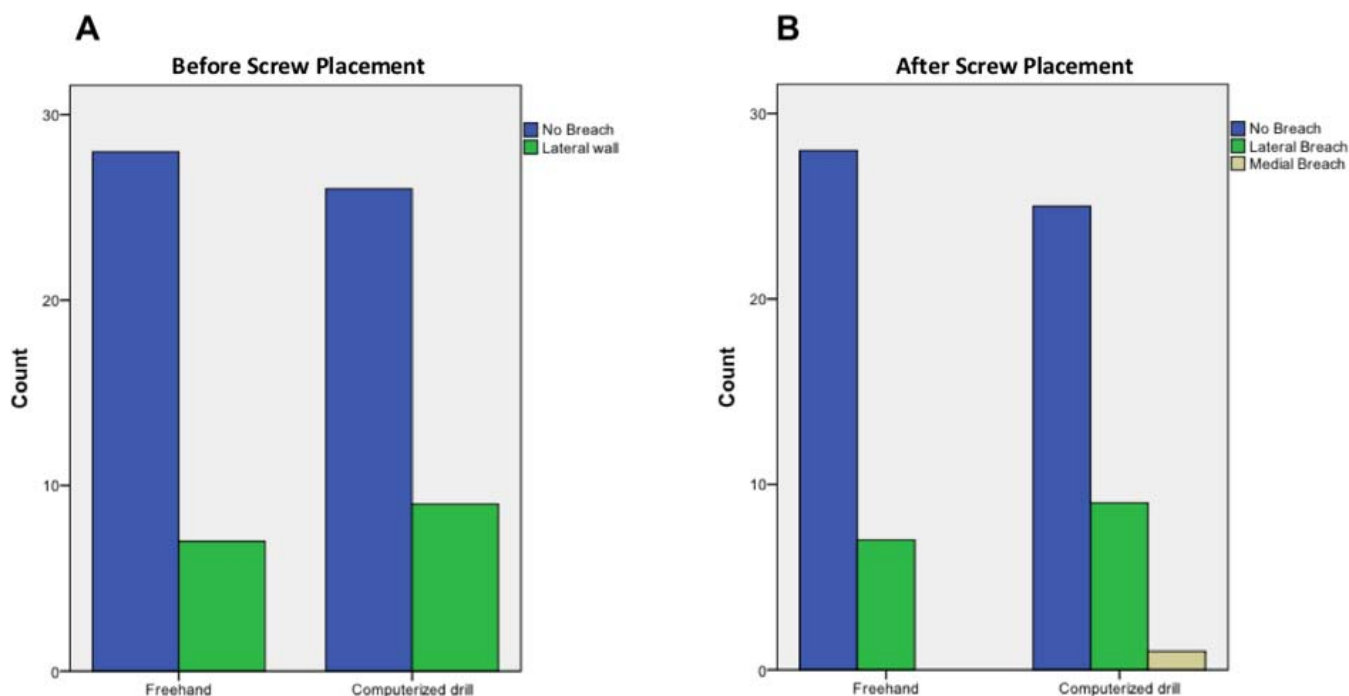 A
Before Screw Placement
30
20
10
0
Count
Freehand
Computerized drill
No Breach
Lateral wall
B
After Screw Placement
30
20
10
0
Count
Freehand
Computerized drill
No Breach
Lateral Breach
Medial Breach